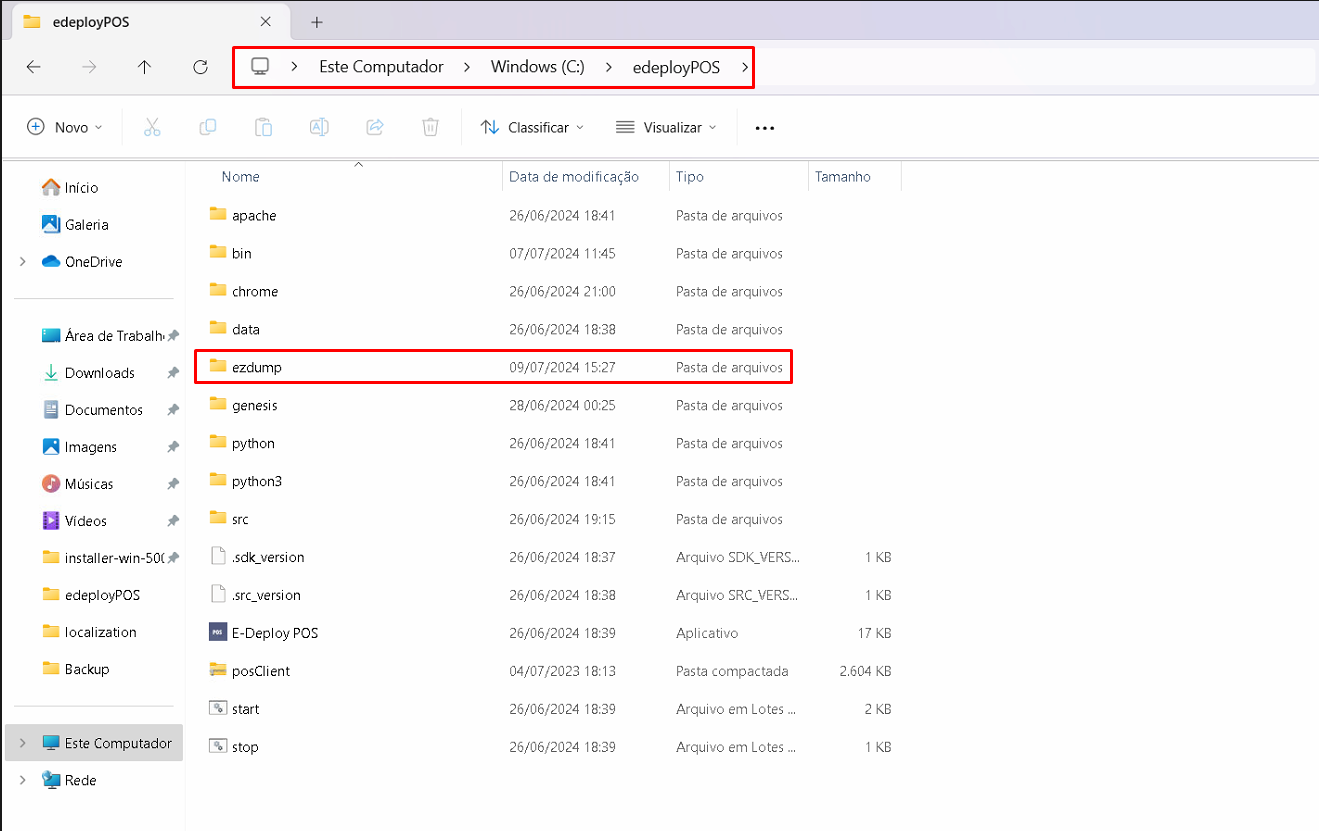 edeployPOS
Este Computador > Windows (C:) > edeployPOS >
Novo Classificar Visualizar ...
Nome Data de modificação Tipo Tamanho
Início
Galeria
OneDrive
Área de Trabalh
Downloads
Documentos
Imagens
Músicas
Vídeos
installer-win-50(
edeployPOS
localization
Backup
Este Computador
Rede
apache 26/06/2024 18:41 Pasta de arquivos
bin 07/07/2024 11:45 Pasta de arquivos
chrome 26/06/2024 21:00 Pasta de arquivos
data 26/06/2024 18:38 Pasta de arquivos
ezdump 09/07/2024 15:27 Pasta de arquivos
genesis 28/06/2024 00:25 Pasta de arquivos
python 26/06/2024 18:41 Pasta de arquivos
python3 26/06/2024 18:41 Pasta de arquivos
src 26/06/2024 19:15 Pasta de arquivos
.sdk_version 26/06/2024 18:37 Arquivo SDK_VERS... 1 KB
.src_version 26/06/2024 18:38 Arquivo SRC_VERS... 1 KB
POS E-Deploy POS 26/06/2024 18:39 Aplicativo 17 KB
posClient 04/07/2023 18:13 Pasta compactada 2.604 KB
start 26/06/2024 18:39 Arquivo em Lotes ... 2 KB
stop 26/06/2024 18:39 Arquivo em Lotes ... 1 KB